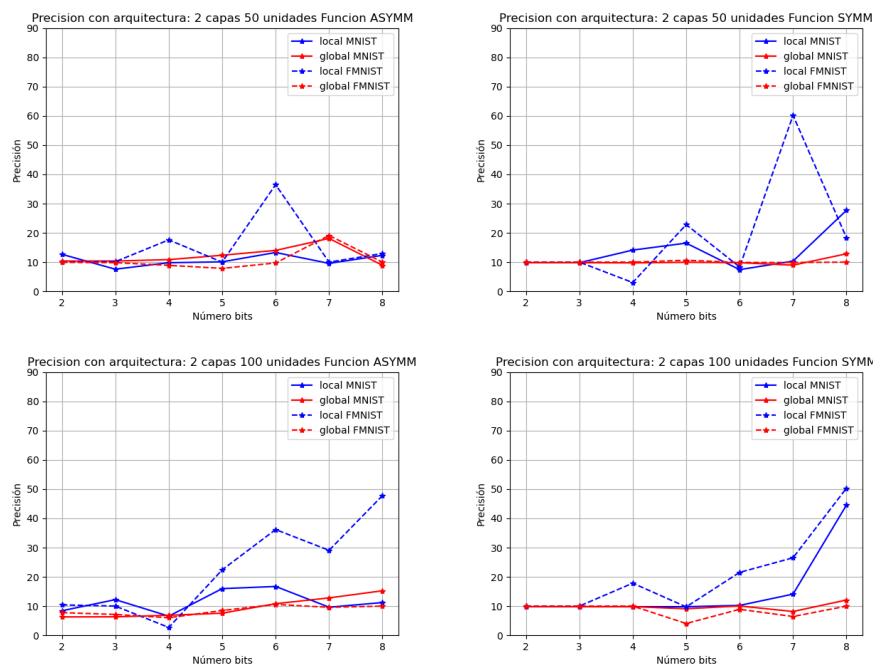 Precision con arquitectura: 2 capas 50 unidades Funcion ASYMM
90
80
70
60
50
40
30
20
10
0
Precisión
local MNIST
global MNIST
local FMNIST
global FMNIST
2 3 4 5 6 7 8
Número bits
Precision con arquitectura: 2 capas 50 unidades Funcion SYMM
90
80
70
60
50
40
30
20
10
0
Precisión
local MNIST
global MNIST
local FMNIST
global FMNIST
2 3 4 5 6 7 8
Número bits
Precision con arquitectura: 2 capas 100 unidades Funcion ASYMM
90
80
70
60
50
40
30
20
10
0
Precisión
local MNIST
global MNIST
local FMNIST
global FMNIST
2 3 4 5 6 7 8
Número bits
Precision con arquitectura: 2 capas 100 unidades Funcion SYMM
90
80
70
60
50
40
30
20
10
0
Precisión
local MNIST
global MNIST
local FMNIST
global FMNIST
2 3 4 5 6 7 8
Número bits